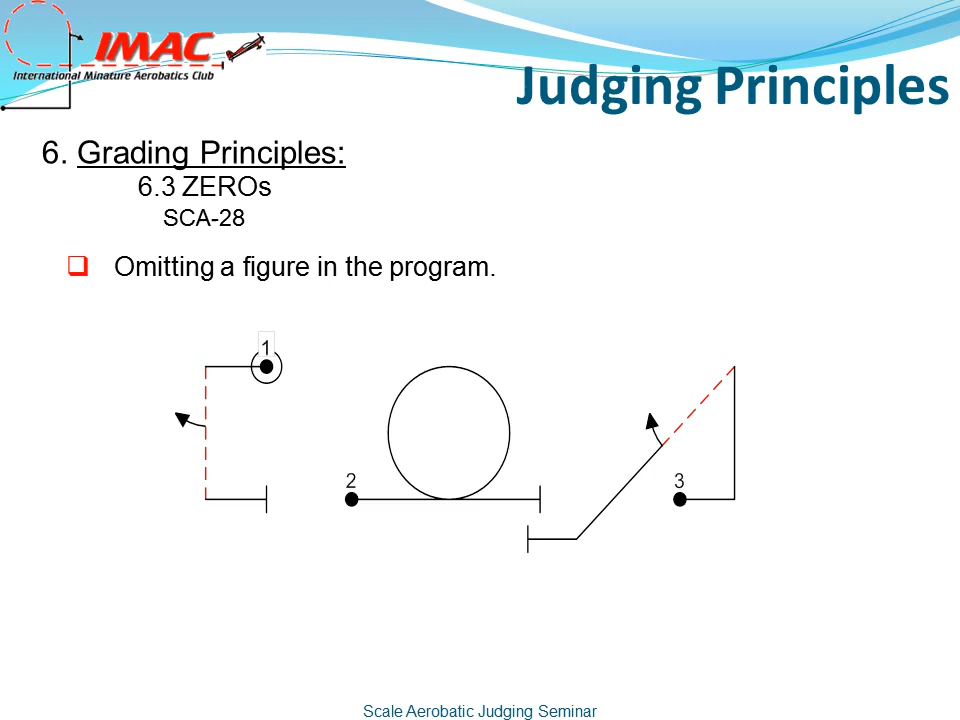 IMAC
International Minature Aerobatics Club
Judging Principles
6. Grading Principles:
6.3 ZEROs
SCA-28
Omitting a figure in the program.
1
2
3
Scale Aerobatic Judging Seminar